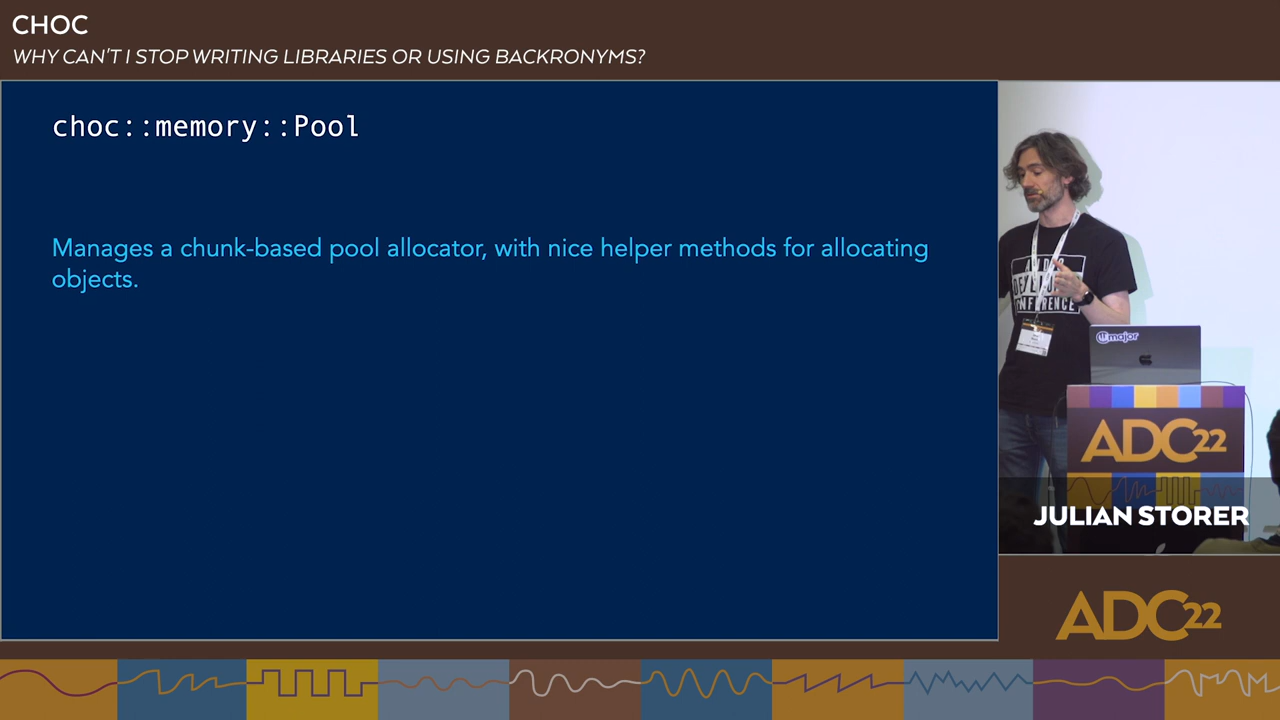 CHOC
WHY CAN'T I STOP WRITING LIBRARIES OR USING BACKRONYMS?
choc::memory::Pool
Manages a chunk-based pool allocator, with nice helper methods for allocating
objects.
major
ADC22
JULIAN STORER
ADC22